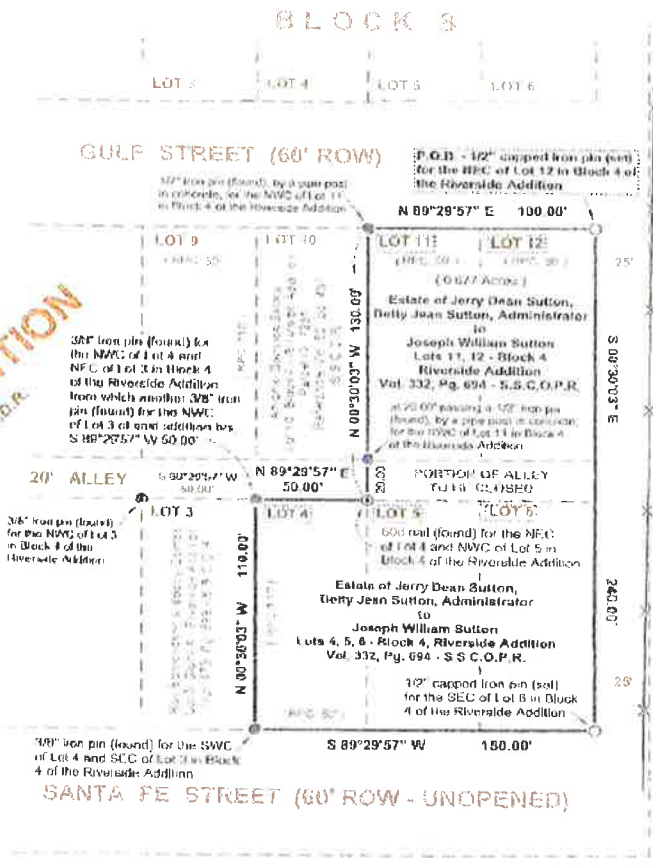 BLOCK 3
LOT 3
LOT 4
LOT 5
LOT 6
GULF STREET (60' ROW)
P.O.B. - 1/2" capped iron pin (set)
for the NEC of Lot 12 in Block 4 of
the Riverside Addition
1/2" iron pin (found), by a pipe post
in concrete, for the NWC of Lot 11
in Block 4 of the Riverside Addition
N 89°29'57" E 100.00'
LOT 9
LOT 10
LOT 11
LOT 12
25'
(0.677 Acres)
Estate of Jerry Dean Sutton,
Betty Jean Sutton, Administrator
to
Joseph William Sutton
Lots 11, 12 - Block 4
Riverside Addition
Vol. 332, Pg. 694 - S.S.C.O.P.R.
N 00°30'03" W 130.00'
S 00°30'03" E
240.00'
3/8" iron pin (found) for
the NWC of Lot 4 and
NEC of Lot 3 in Block 4
of the Riverside Addition
from which another 3/8" iron
pin (found) for the NWC
of Lot 3 of said addition brs
S 89°29'57" W 50.00'
at 20.00' passing a 1/2" iron pin
(found), by a pipe post in concrete,
for the SWC of Lot 11 in Block 4
of the Riverside Addition
20' ALLEY
S 89°29'57" W
50.00'
N 89°29'57" E
50.00'
20.00
PORTION OF ALLEY
TO BE CLOSED
3/8" iron pin (found)
for the NWC of Lot 3
in Block 4 of the
Riverside Addition
LOT 3
LOT 4
LOT 5
LOT 6
60d nail (found) for the NEC
of Lot 4 and NWC of Lot 5 in
Block 4 of the Riverside Addition
N 00°30'03" W 110.00'
Estate of Jerry Dean Sutton,
Betty Jean Sutton, Administrator
to
Joseph William Sutton
Lots 4, 5, 6 - Block 4, Riverside Addition
Vol. 332, Pg. 694 - S.S.C.O.P.R.
1/2" capped iron pin (set)
for the SEC of Lot 6 in Block
4 of the Riverside Addition
25'
3/8" iron pin (found) for the SWC
of Lot 4 and SEC of Lot 3 in Block
4 of the Riverside Addition
S 89°29'57" W 150.00'
SANTA FE STREET (60' ROW - UNOPENED)